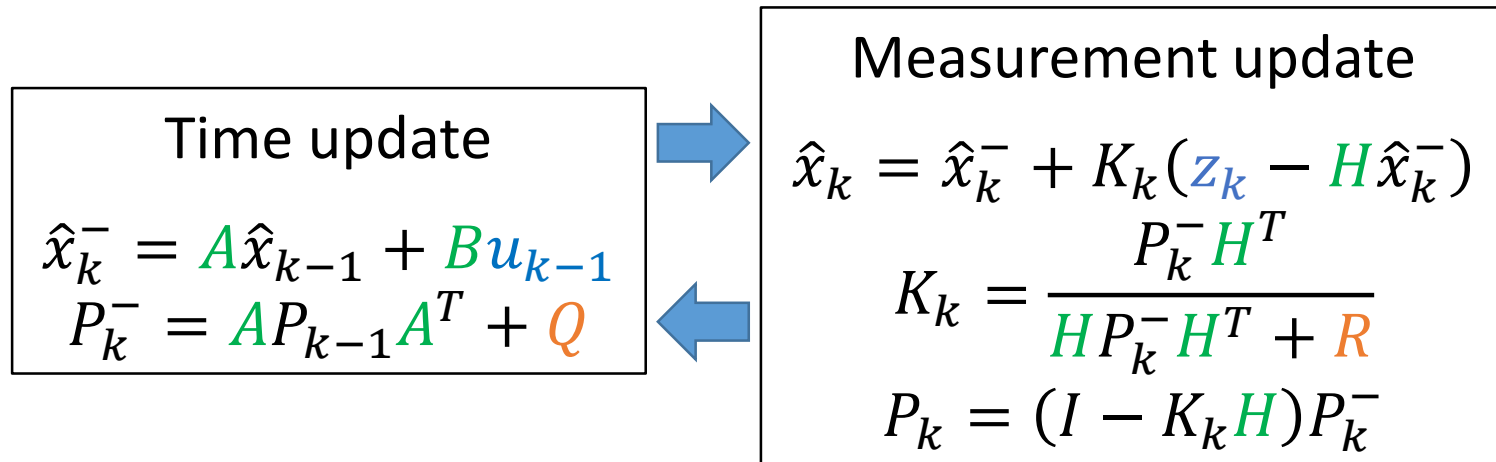 Time update
x̂ₖ⁻ = Ax̂ₖ₋₁ + Buₖ₋₁
Pₖ⁻ = APₖ₋₁Aᵀ + Q
Measurement update
x̂ₖ = x̂ₖ⁻ + Kₖ(zₖ − Hx̂ₖ⁻)
Kₖ = Pₖ⁻Hᵀ / HPₖ⁻Hᵀ + R
Pₖ = (I − KₖH)Pₖ⁻